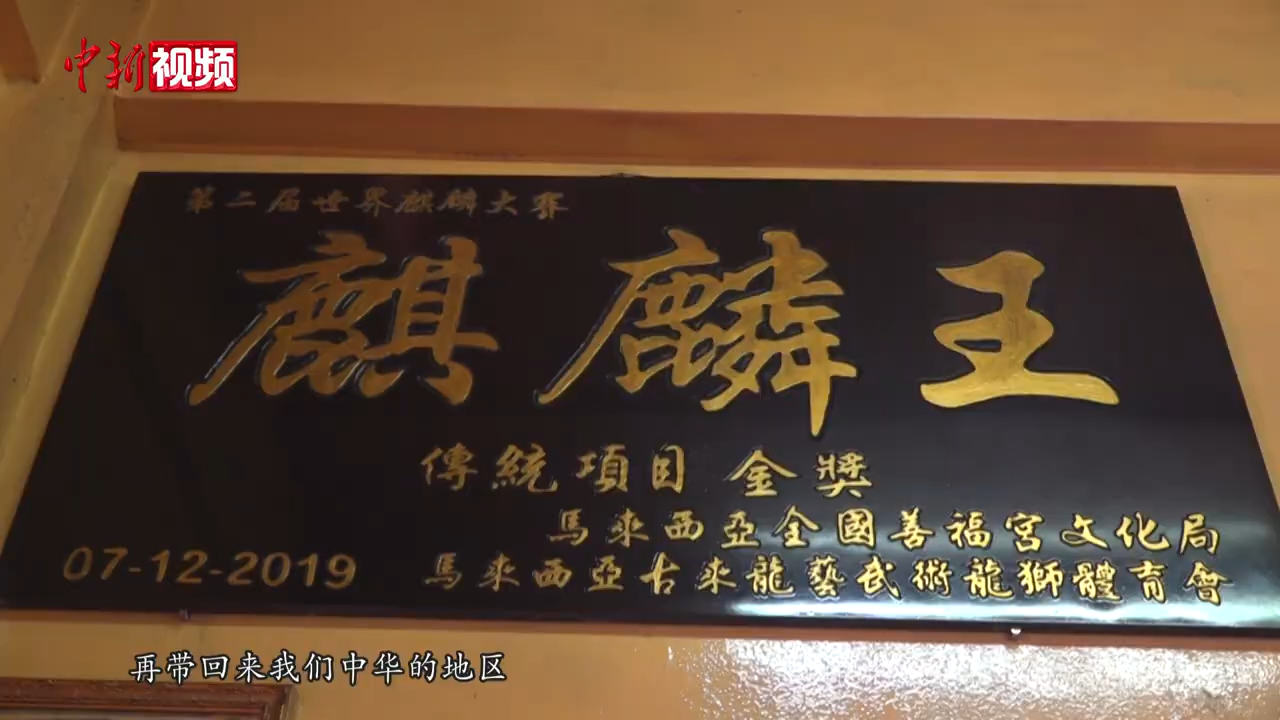 中新视频
第二届世界麒麟大賽
麒麟王
傳統項目 金獎
馬來西亞全國善福宮文化局
07-12-2019 馬來西亞古來龍藝武術龍獅體育會
再带回来我们中华的地区